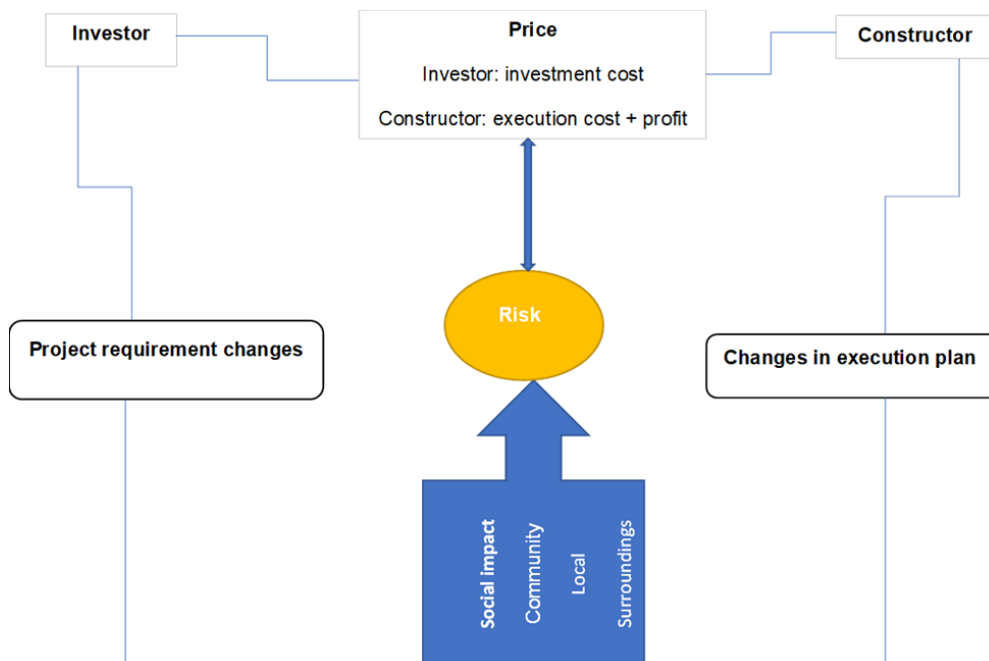 Investor
Price
Investor: investment cost
Constructor: execution cost + profit
Constructor
Risk
Project requirement changes
Changes in execution plan
Social impact
Community
Local
Surroundings